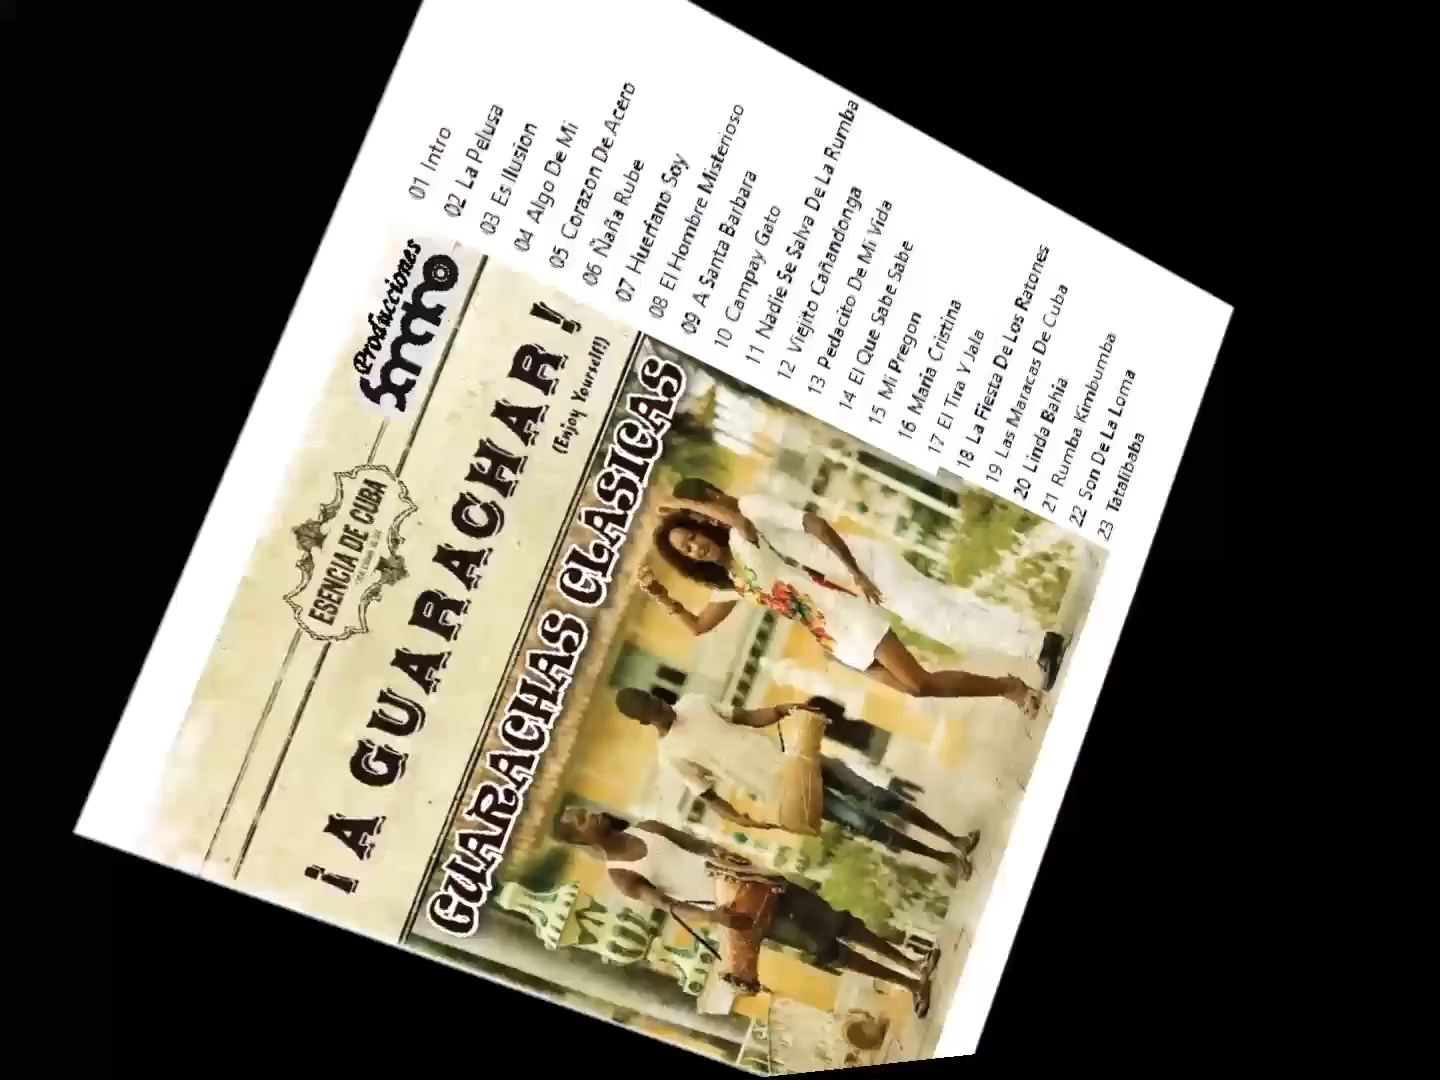 Producciones
ESENCIA DE CUBA
¡ A GUARACHAR !
(Enjoy Yourself!)
GUARACHAS CLASICAS
01 Intro
02 La Pelusa
03 Es Ilusion
04 Algo De Mi
05 Corazon De Acero
06 Ñaña Rube
07 Huerfano Soy
08 El Hombre Misterioso
09 A Santa Barbara
10 Campay Gato
11 Nadie Se Salva De La Rumba
12 Viejito Cañandonga
13 Pedacito De Mi Vida
14 El Que Sabe Sabe
15 Mi Pregon
16 Maria Cristina
17 El Tira Y Jala
18 La Fiesta De Los Ratones
19 Las Maracas De Cuba
20 Linda Bahia
21 Rumba Kimbumba
22 Son De La Loma
23 Tatalibaba